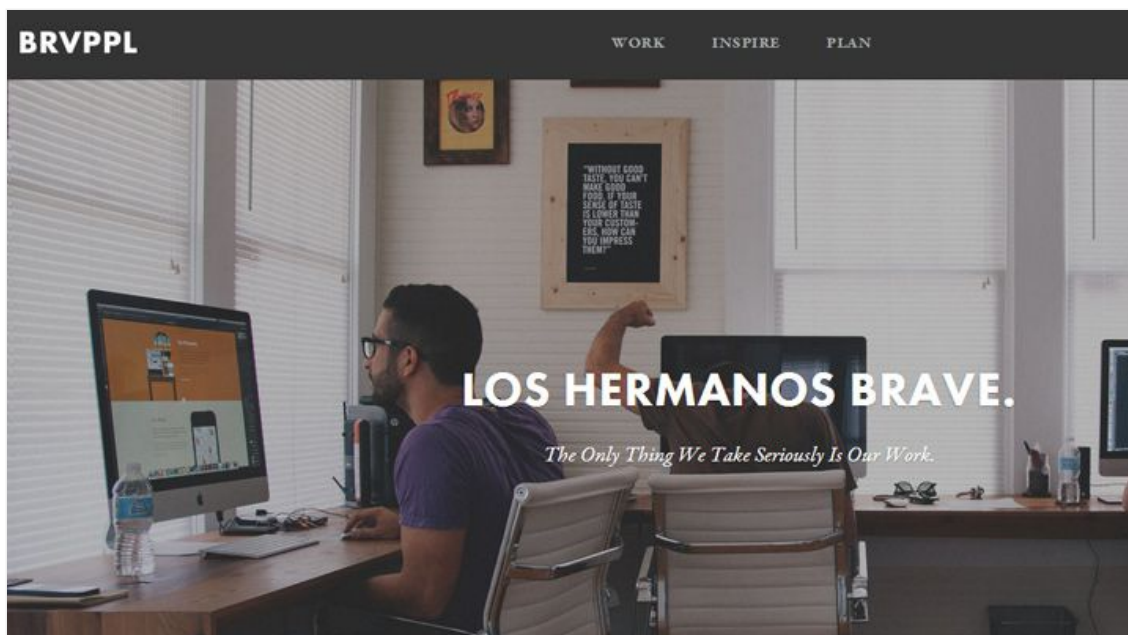 BRVPPL
WORK INSPIRE PLAN
"WITHOUT GOOD
TASTE, YOU CAN'T
MAKE GOOD
FOOD. IF YOUR
SENSE OF TASTE
IS LOWER THAN
YOUR CUSTOM-
ERS, HOW CAN
YOU IMPRESS
THEM?"
LOS HERMANOS BRAVE.
The Only Thing We Take Seriously Is Our Work.